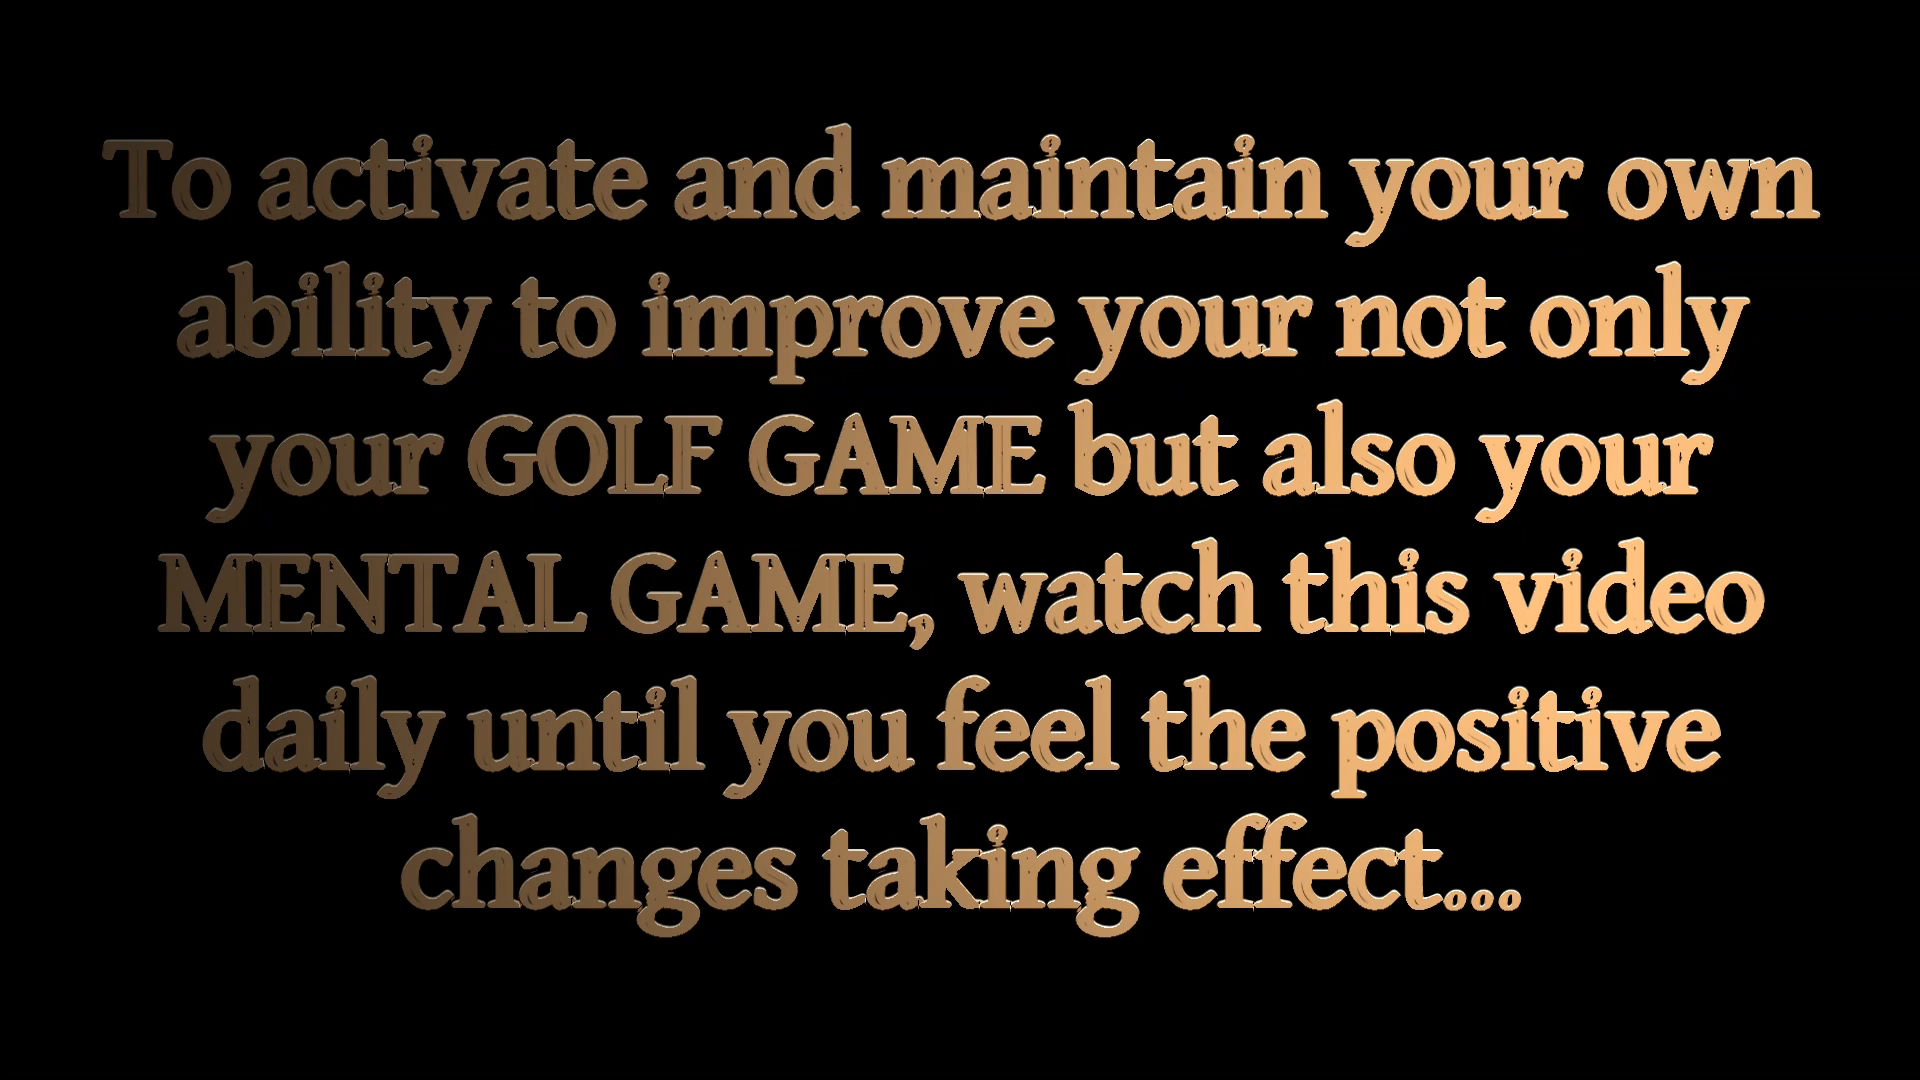 To activate and maintain your own
ability to improve your not only
your GOLF GAME but also your
MENTAL GAME, watch this video
daily until you feel the positive
changes taking effect...